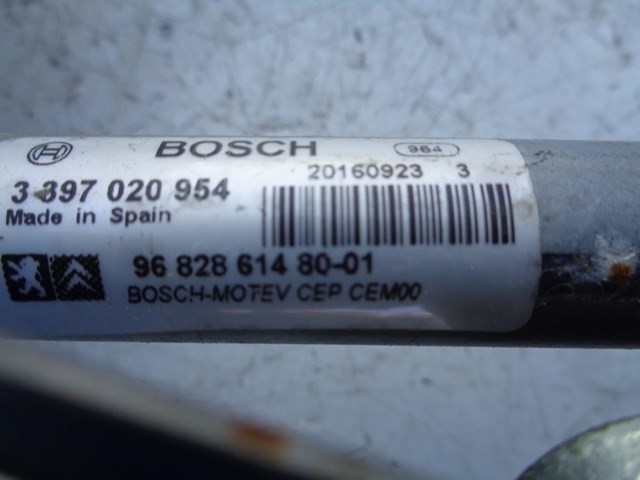 BOSCH 984
20160923 3
3 397 020 954
Made in Spain
96 828 614 80-01
BOSCH-MOTEV CEP CEM00